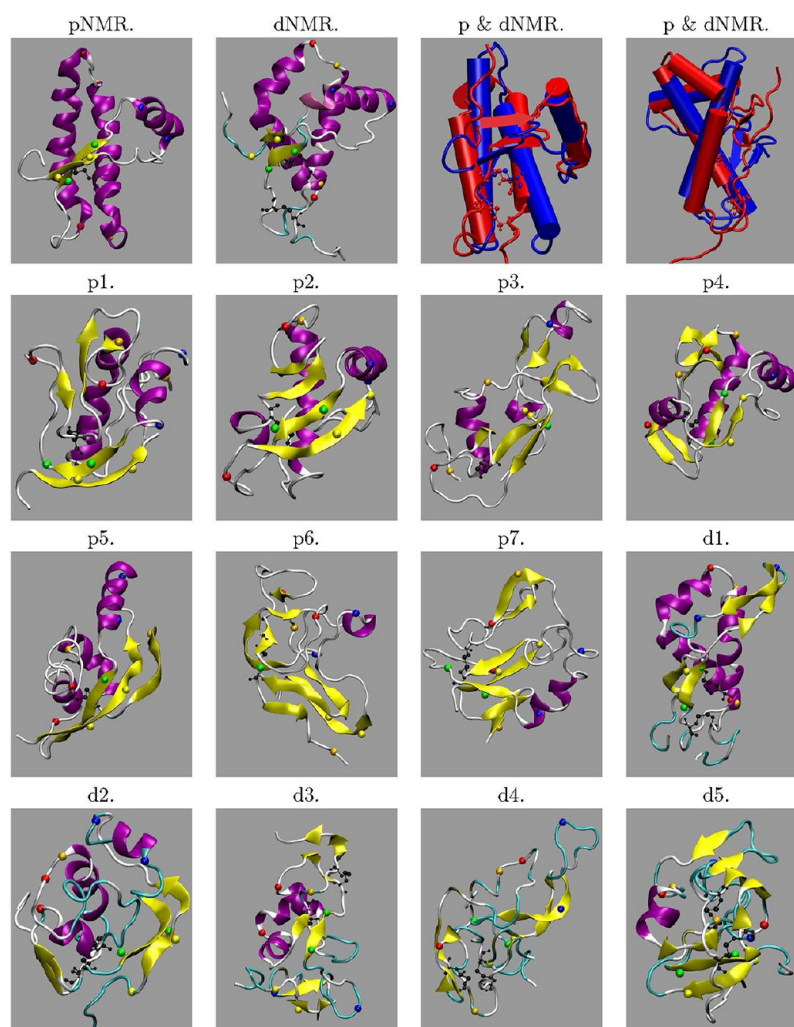 pNMR. dNMR. p & dNMR. p & dNMR.
p1. p2. p3. p4.
p5. p6. p7. d1.
d2. d3. d4. d5.